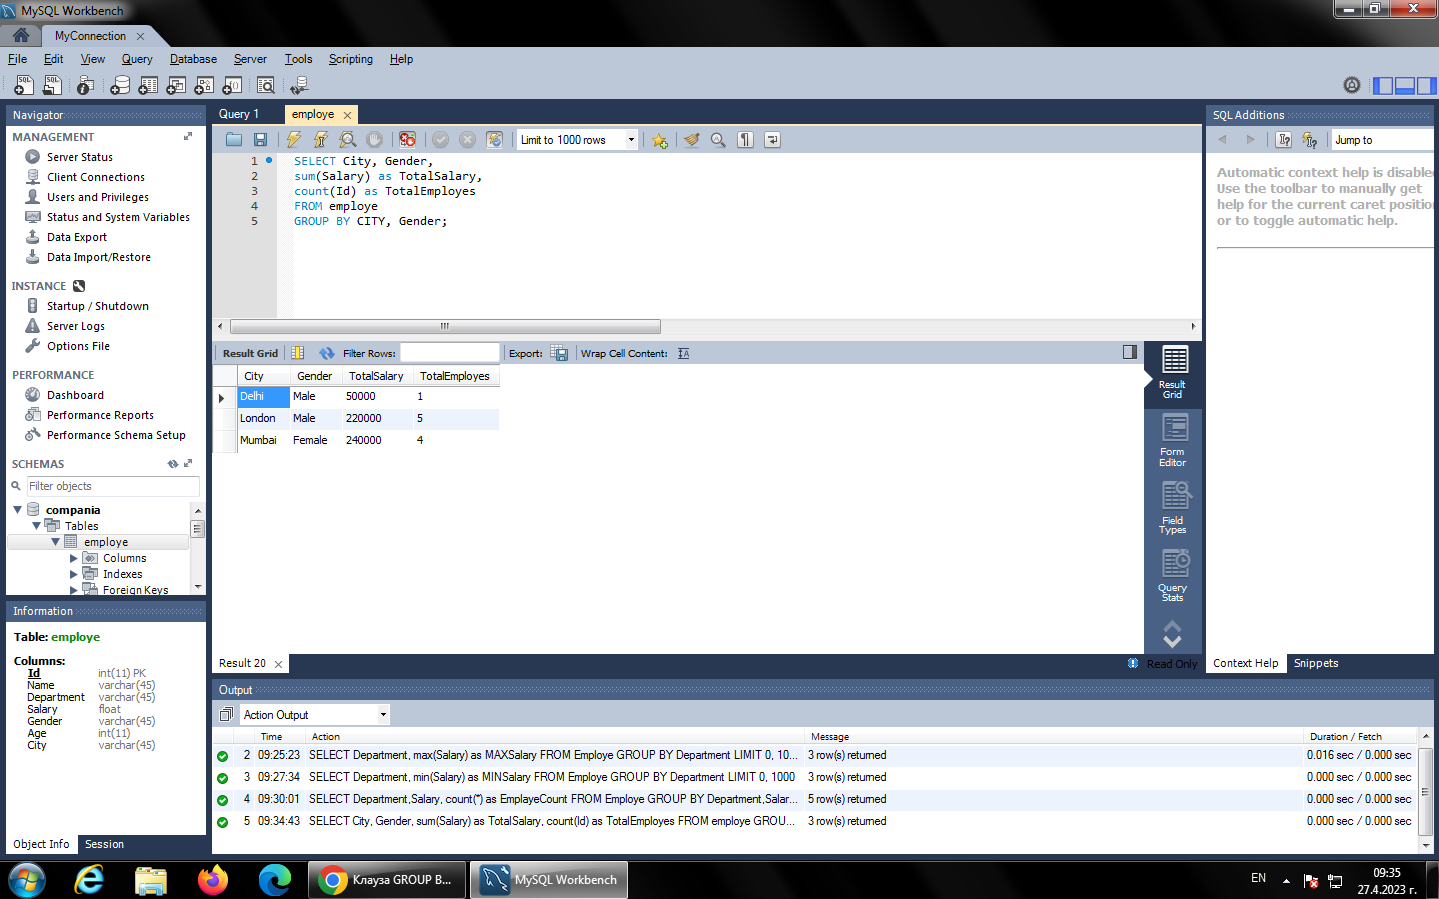 MySQL Workbench
MyConnection
File Edit View Query Database Server Tools Scripting Help
Navigator
MANAGEMENT
Server Status
Client Connections
Users and Privileges
Status and System Variables
Data Export
Data Import/Restore
INSTANCE
Startup / Shutdown
Server Logs
Options File
PERFORMANCE
Dashboard
Performance Reports
Performance Schema Setup
SCHEMAS
Filter objects
compania
Tables
employe
Columns
Indexes
Foreign Keys
Information
Table: employe
Columns:
Id int(11) PK
Name varchar(45)
Department varchar(45)
Salary float
Gender varchar(45)
Age int(11)
City varchar(45)
Object Info Session
Query 1 employe
Limit to 1000 rows
1 SELECT City, Gender,
2 sum(Salary) as TotalSalary,
3 count(Id) as TotalEmployes
4 FROM employe
5 GROUP BY CITY, Gender;
Result Grid Filter Rows: Export: Wrap Cell Content:
City Gender TotalSalary TotalEmployes
Delhi Male 50000 1
London Male 220000 5
Mumbai Female 240000 4
Result Grid
Form Editor
Field Types
Query Stats
Result 20
Read Only
SQL Additions
Jump to
Automatic context help is disable
Use the toolbar to manually get
help for the current caret position
or to toggle automatic help.
Context Help Snippets
Output
Action Output
Time Action Message Duration / Fetch
2 09:25:23 SELECT Department, max(Salary) as MAXSalary FROM Employe GROUP BY Department LIMIT 0, 10... 3 row(s) returned 0.016 sec / 0.000 sec
3 09:27:34 SELECT Department, min(Salary) as MINSalary FROM Employe GROUP BY Department LIMIT 0, 1000 3 row(s) returned 0.000 sec / 0.000 sec
4 09:30:01 SELECT Department,Salary, count(*) as EmplayeCount FROM Employe GROUP BY Department,Salar... 5 row(s) returned 0.000 sec / 0.000 sec
5 09:34:43 SELECT City, Gender, sum(Salary) as TotalSalary, count(Id) as TotalEmployes FROM employe GROU... 3 row(s) returned 0.000 sec / 0.000 sec
Клауза GROUP B...
MySQL Workbench
EN
09:35
27.4.2023 г.